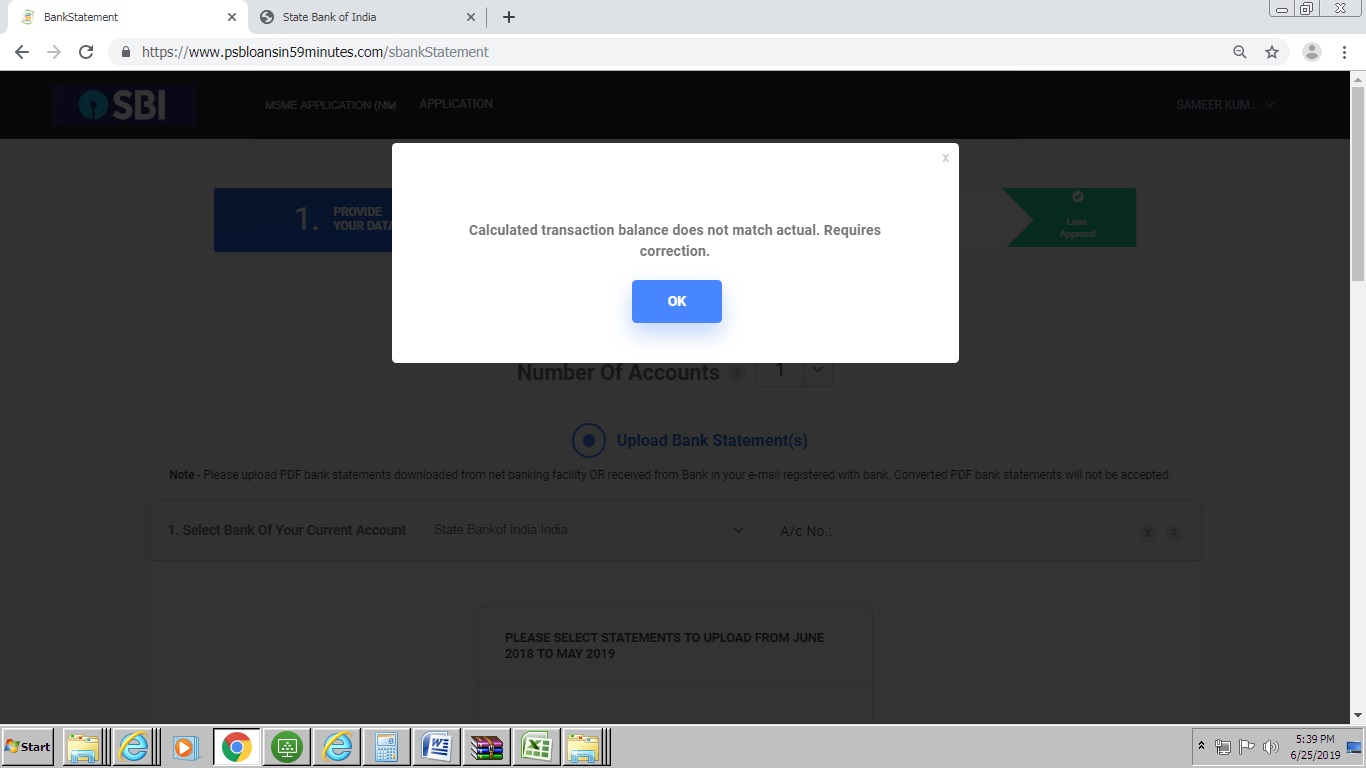 BankStatement
State Bank of India
https://www.psbloansin59minutes.com/sbankStatement
SBI
MSME APPLICATION
APPLICATION
SAMEER KUM...
x
1. PROVIDE
YOUR DATA
Loan
Approval
Calculated transaction balance does not match actual. Requires
correction.
OK
Number Of Accounts ? 1
Upload Bank Statement(s)
Note - Please upload PDF bank statements downloaded from net banking facility OR received from Bank in your e-mail registered with bank. Converted PDF bank statements will not be accepted.
1. Select Bank Of Your Current Account State Bankof India India A/c No.: X ?
PLEASE SELECT STATEMENTS TO UPLOAD FROM JUNE
2018 TO MAY 2019
Start
5:39 PM
6/25/2019